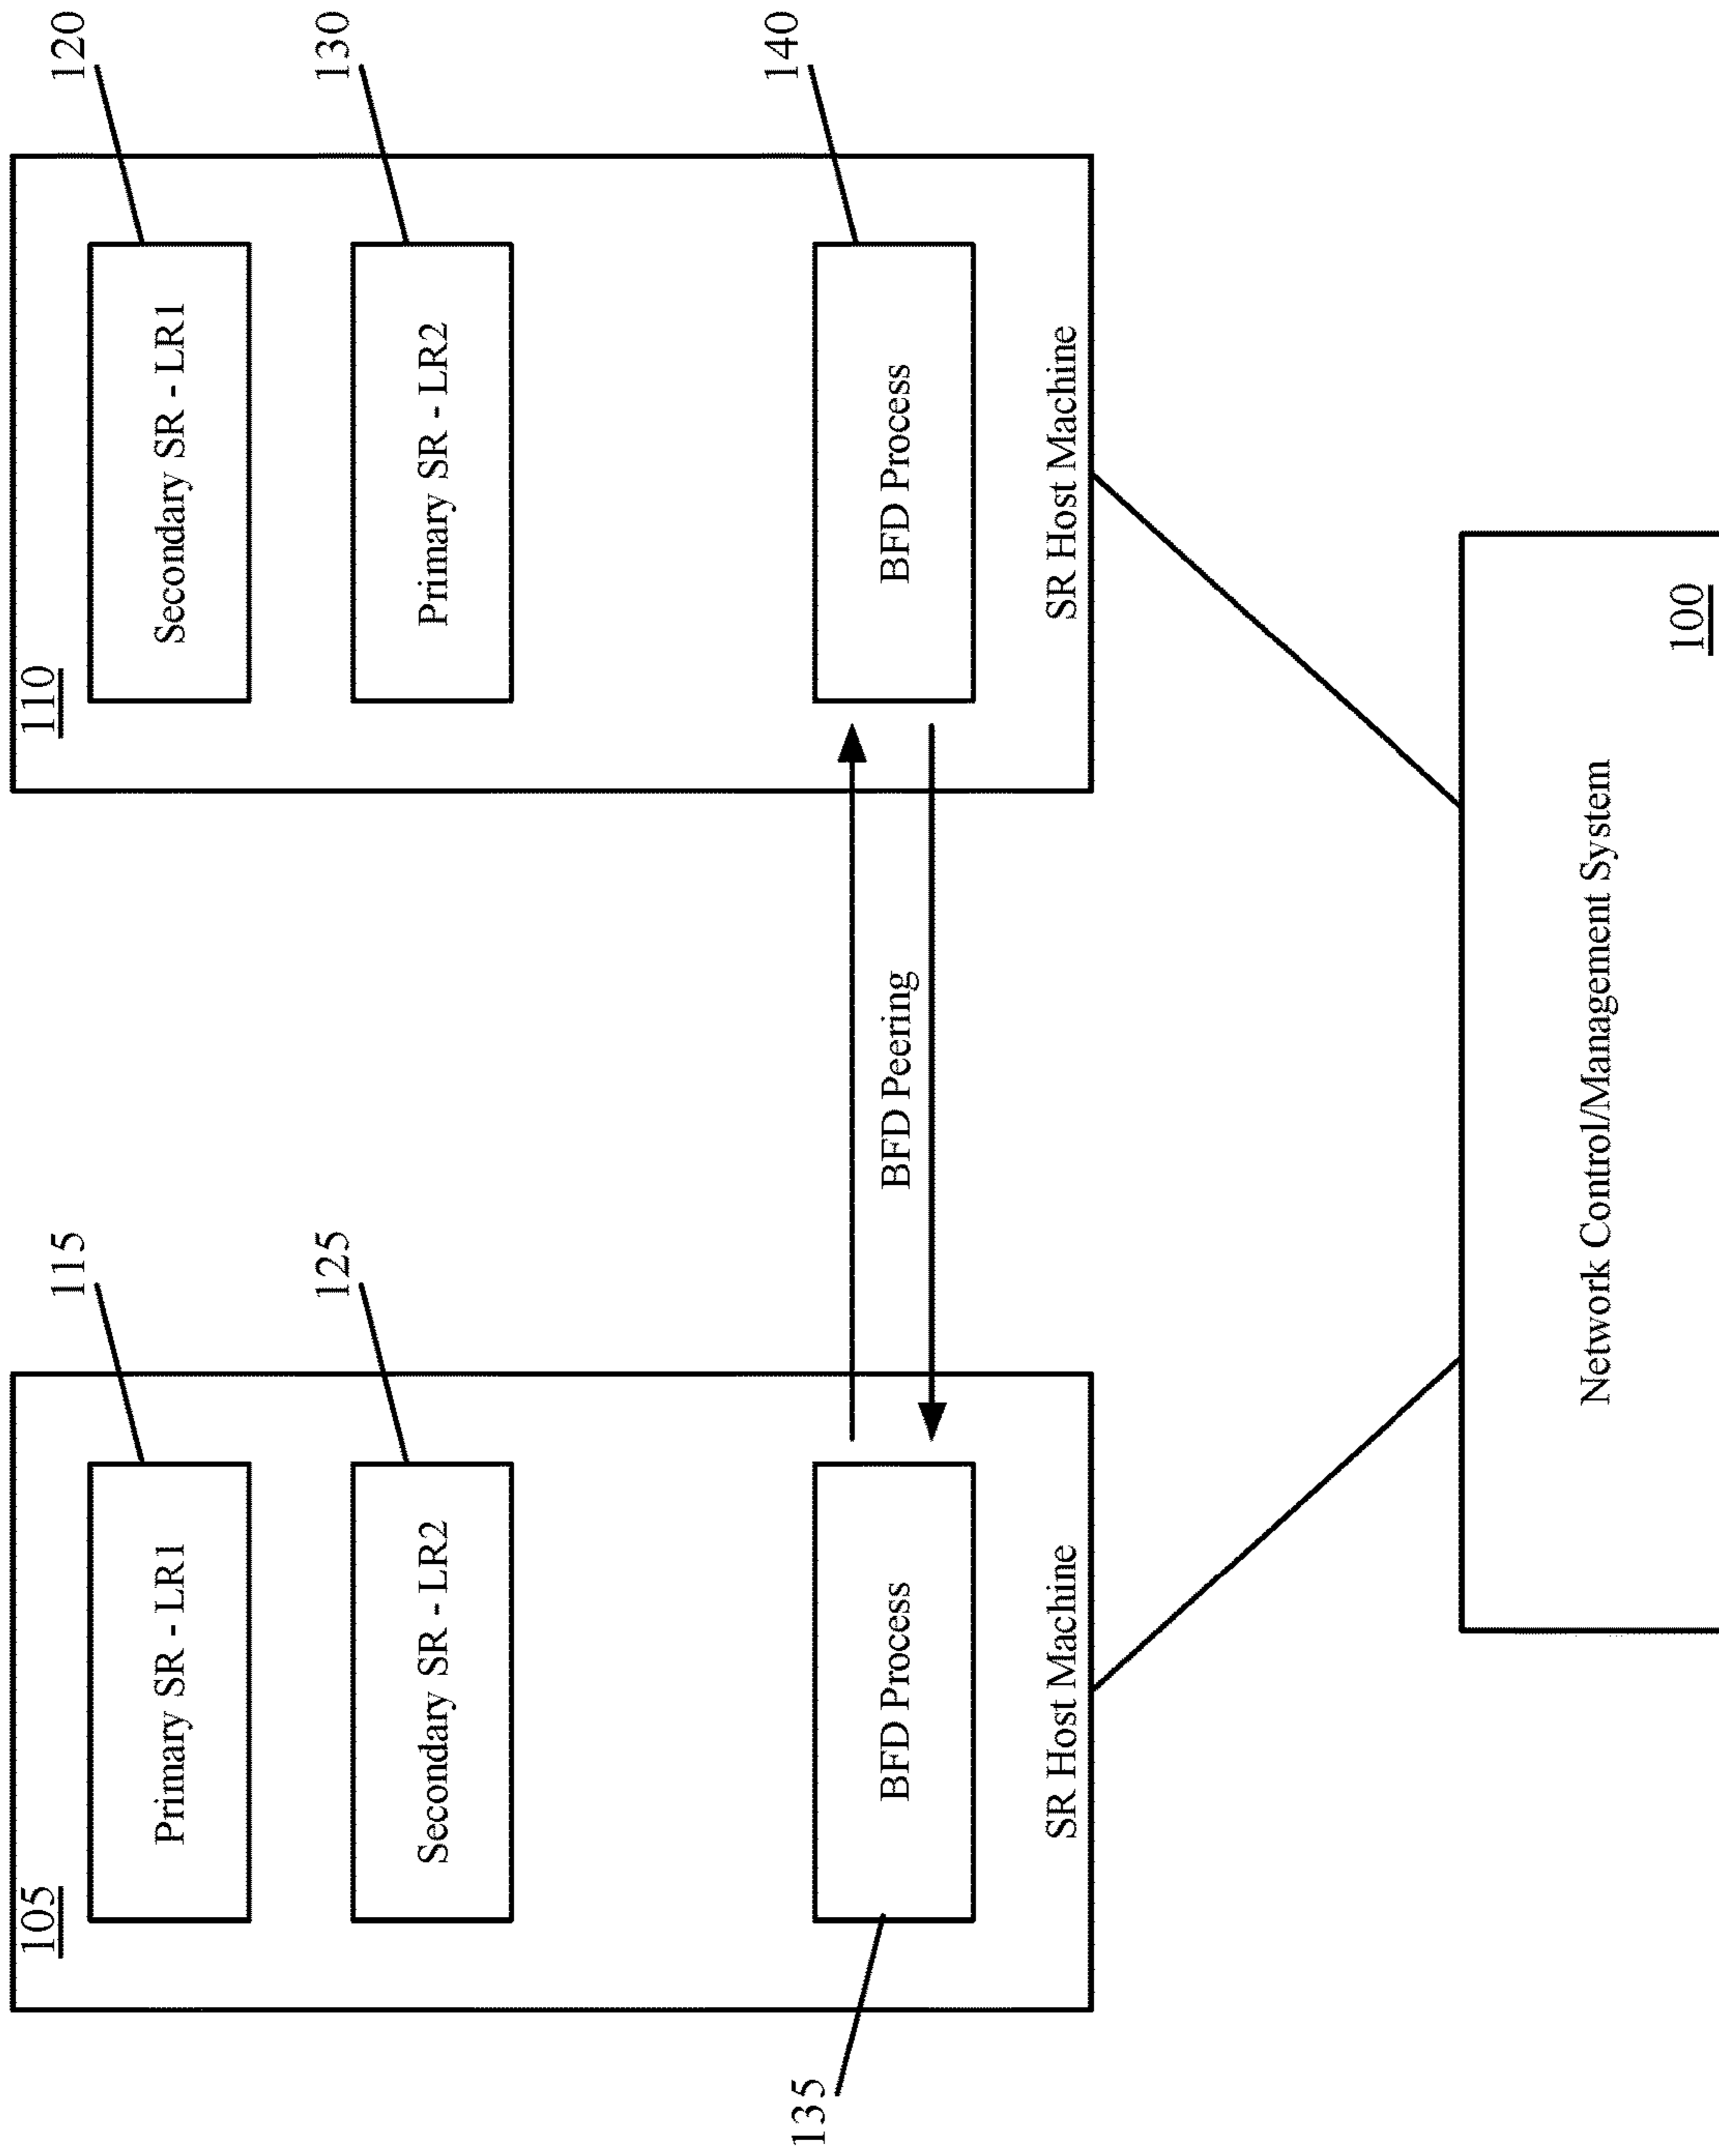 115
120
105
110
Primary SR - LR1
Secondary SR - LR1
125
130
Secondary SR - LR2
Primary SR - LR2
135
140
BFD Process
BFD Peering
BFD Process
SR Host Machine
SR Host Machine
Network Control/Management System
100